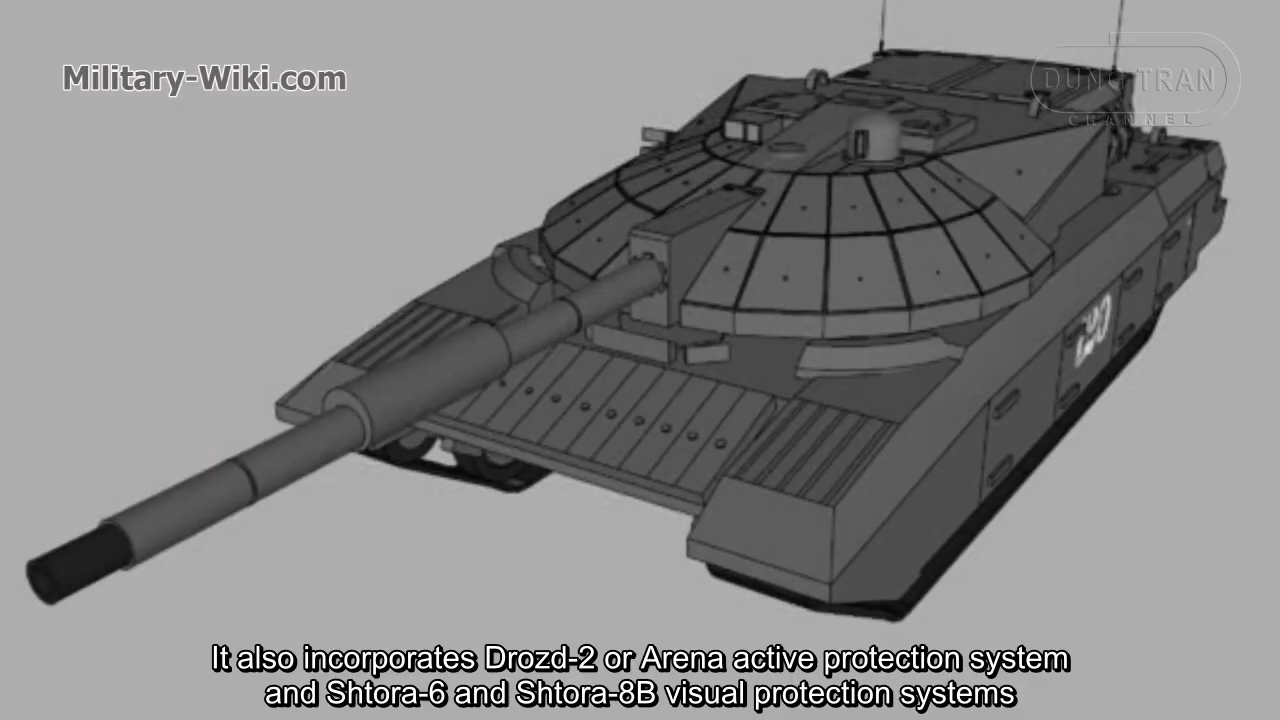 Military-Wiki.com
DUNG TRAN
CHANNEL
It also incorporates Drozd-2 or Arena active protection system
and Shtora-6 and Shtora-8B visual protection systems